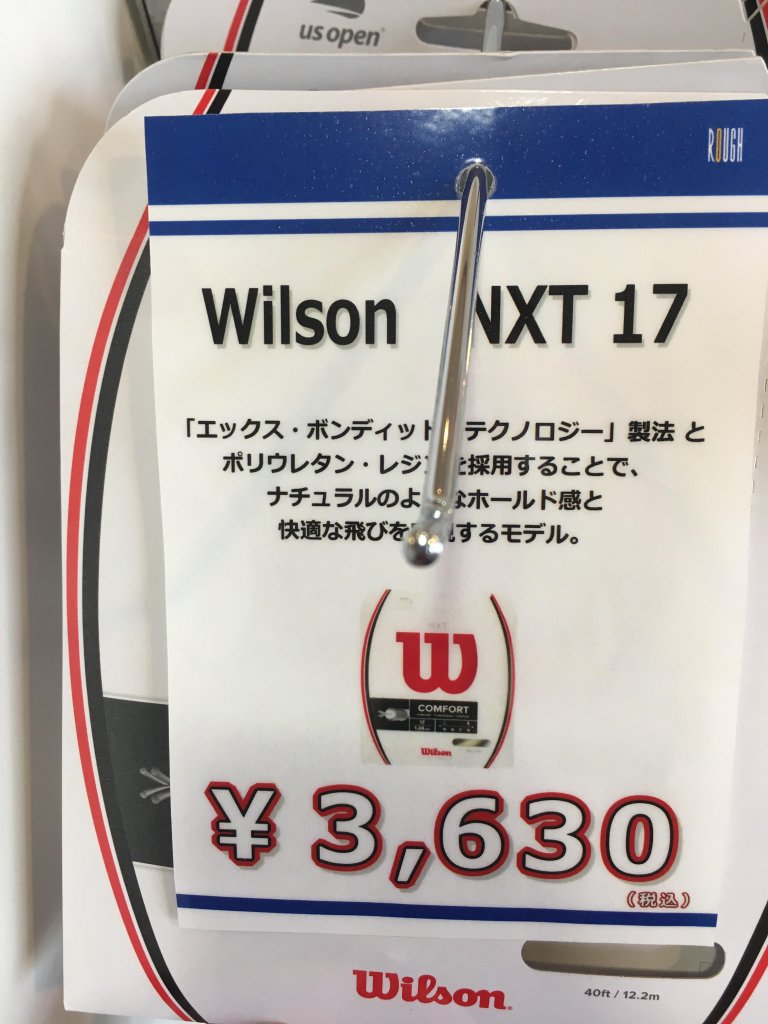 us open
ROUGH
Wilson NXT 17
「エックス・ボンディット テクノロジー」製法 と
ポリウレタン・レジンを採用することで、
ナチュラルのようなホールド感と
快適な飛びを するモデル。
NXT
W
COMFORT
17
Wilson
¥3,630
(税込)
Wilson
40ft / 12.2m